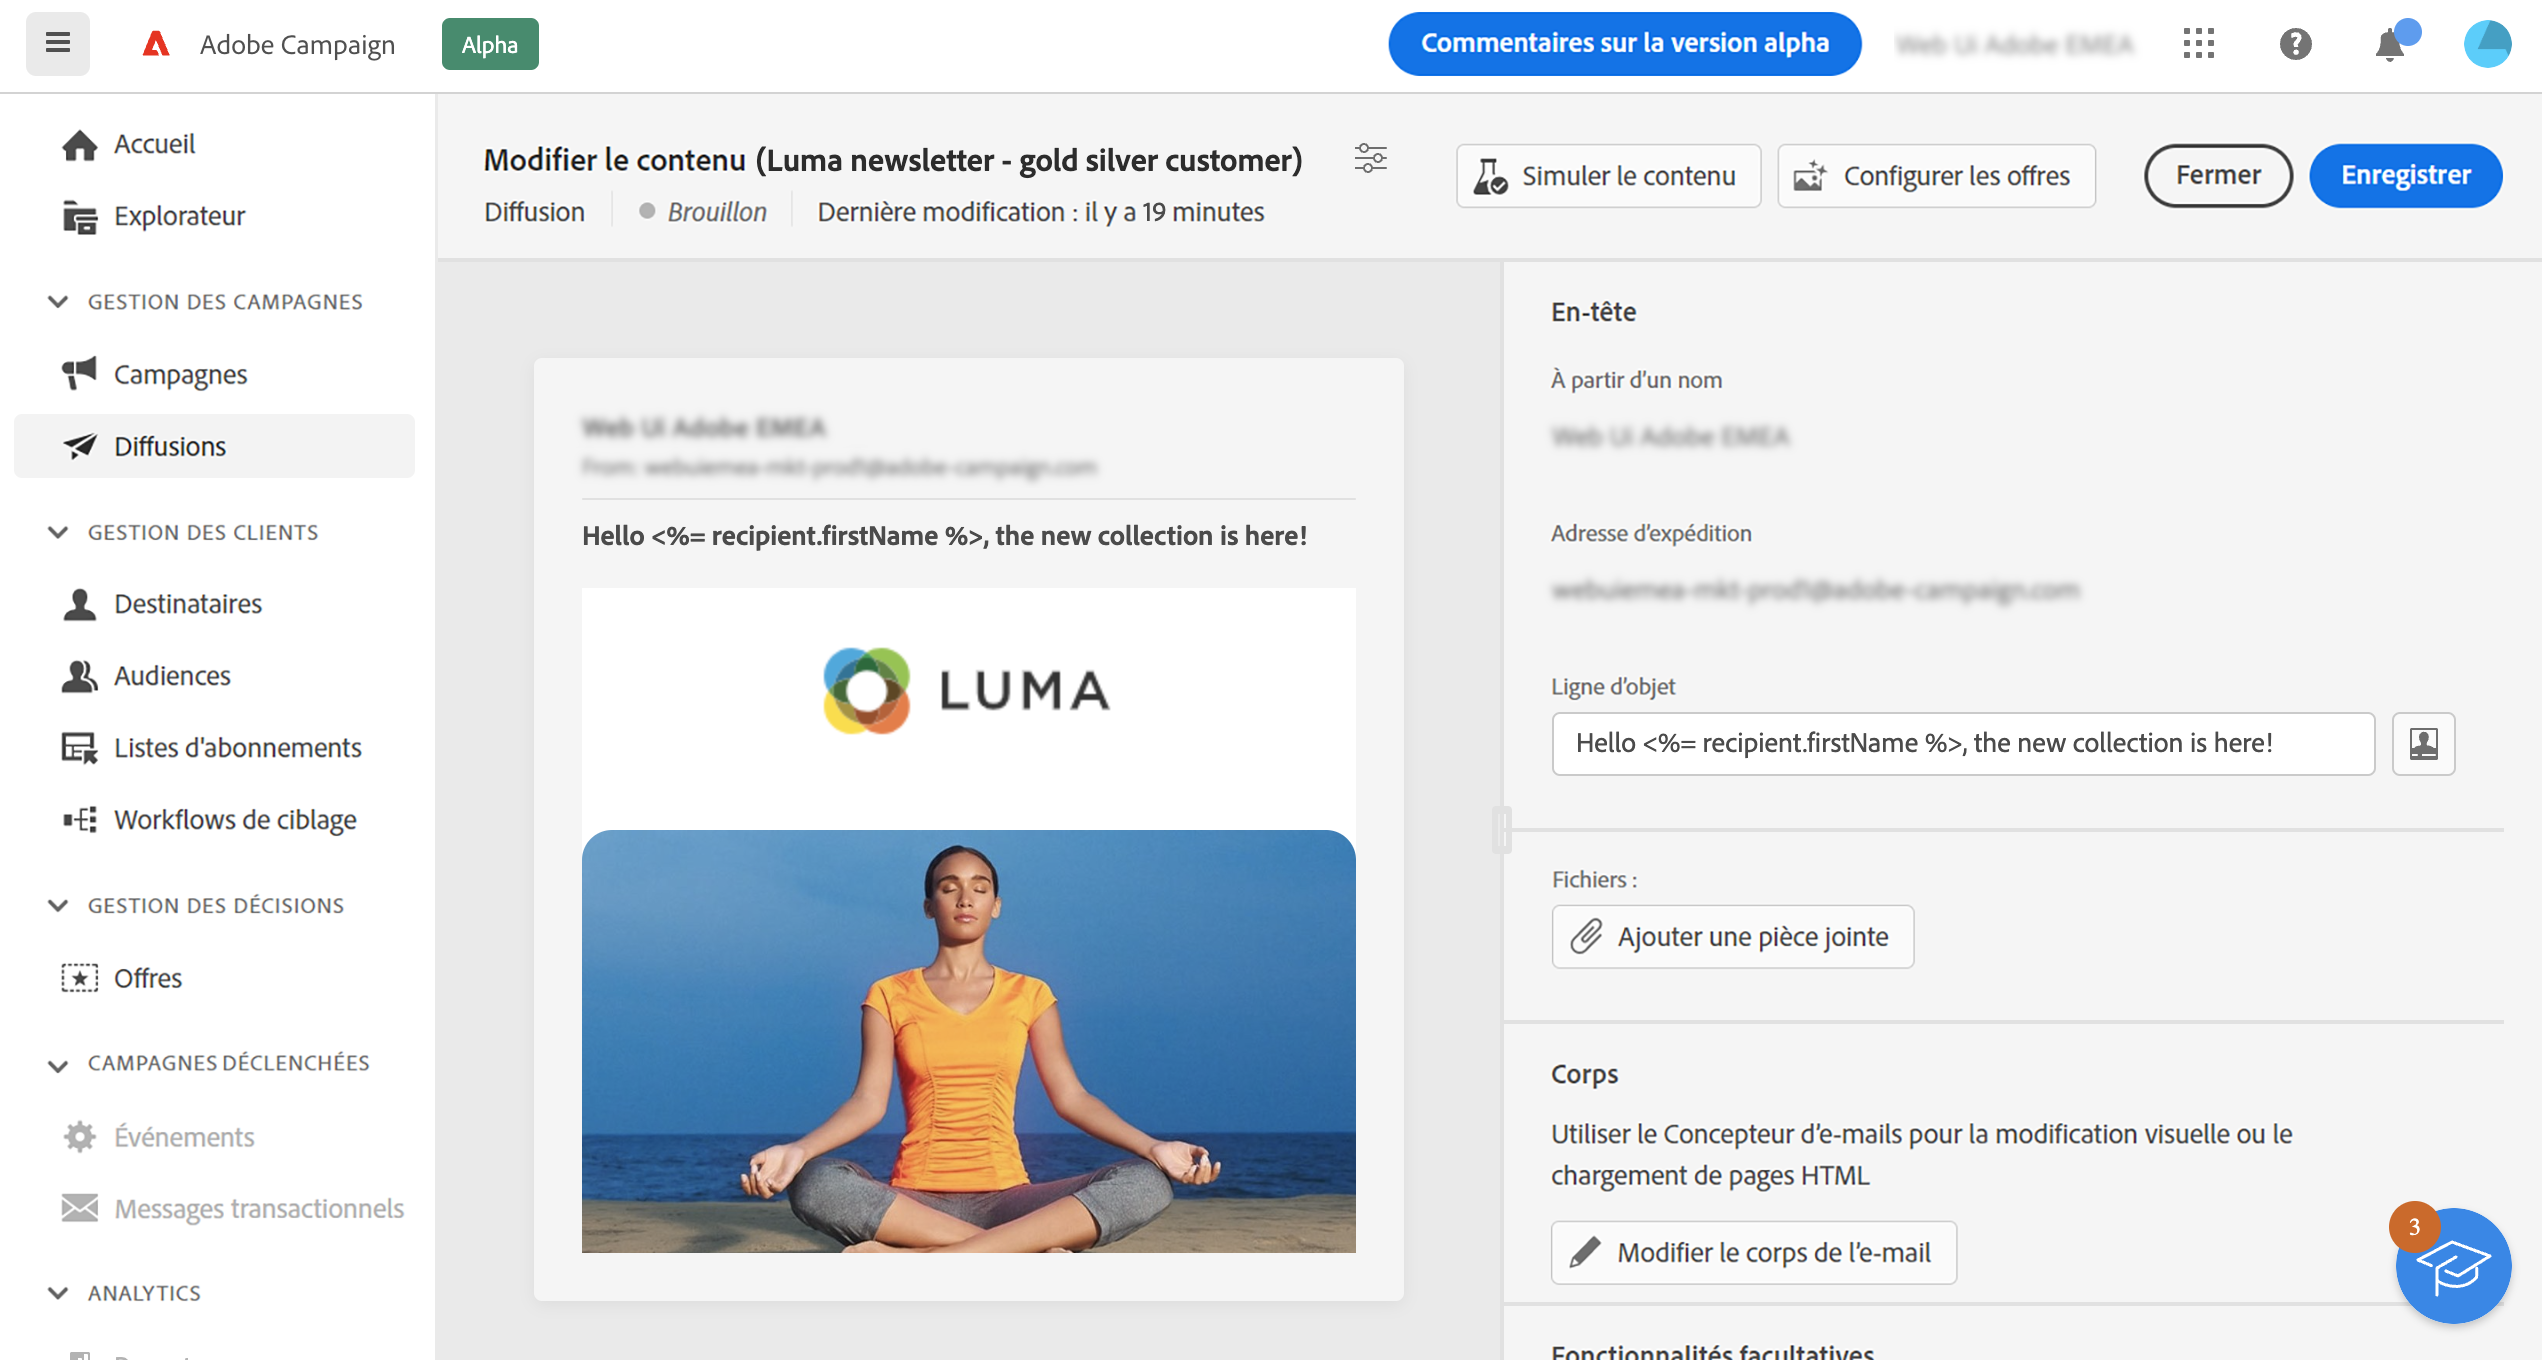 Adobe Campaign
Alpha
Commentaires sur la version alpha
Accueil
Explorateur
GESTION DES CAMPAGNES
Campagnes
Diffusions
GESTION DES CLIENTS
Destinataires
Audiences
Listes d'abonnements
Workflows de ciblage
GESTION DES DÉCISIONS
Offres
CAMPAGNES DÉCLENCHÉES
Événements
Messages transactionnels
ANALYTICS
Modifier le contenu (Luma newsletter - gold silver customer)
Diffusion
Brouillon
Dernière modification : il y a 19 minutes
Simuler le contenu
Configurer les offres
Fermer
Enregistrer
Hello <%= recipient.firstName %>, the new collection is here!
LUMA
En-tête
À partir d'un nom
Adresse d'expédition
Ligne d'objet
Hello <%= recipient.firstName %>, the new collection is here!
Fichiers :
Ajouter une pièce jointe
Corps
Utiliser le Concepteur d'e-mails pour la modification visuelle ou le
chargement de pages HTML
Modifier le corps de l'e-mail
3
Fonctionnalités facultatives